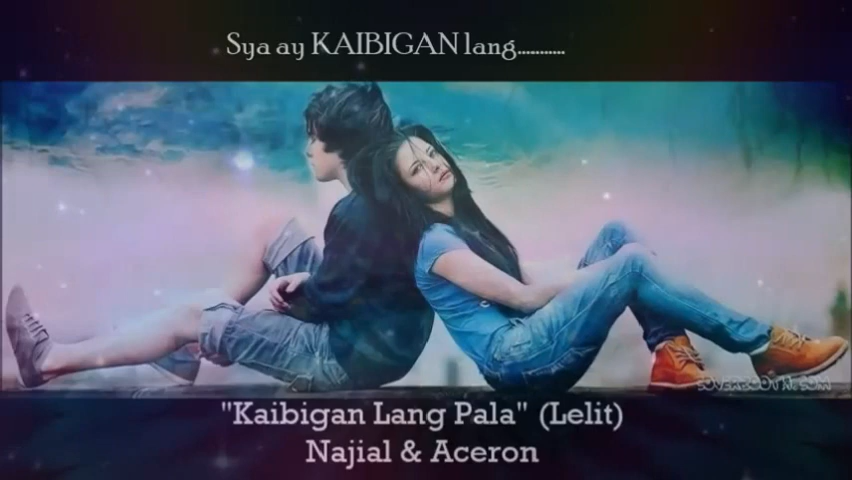 Sya ay KAIBIGAN lang...........
"Kaibigan Lang Pala" (Lelit)
Najial & Aceron